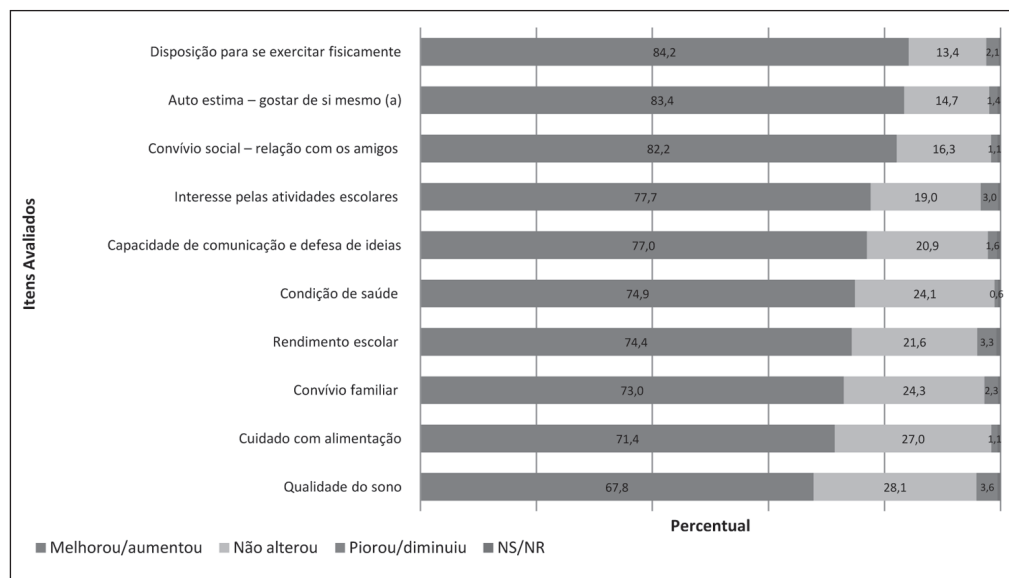 Disposição para se exercitar fisicamente 84,2 13,4 2,1
Auto estima – gostar de si mesmo (a) 83,4 14,7 1,4
Convívio social – relação com os amigos 82,2 16,3 1,1
Interesse pelas atividades escolares 77,7 19,0 3,0
Capacidade de comunicação e defesa de ideias 77,0 20,9 1,6
Condição de saúde 74,9 24,1 0,6
Rendimento escolar 74,4 21,6 3,3
Convívio familiar 73,0 24,3 2,3
Cuidado com alimentação 71,4 27,0 1,1
Qualidade do sono 67,8 28,1 3,6
Itens Avaliados
Percentual
Melhorou/aumentou Não alterou Piorou/diminuiu NS/NR